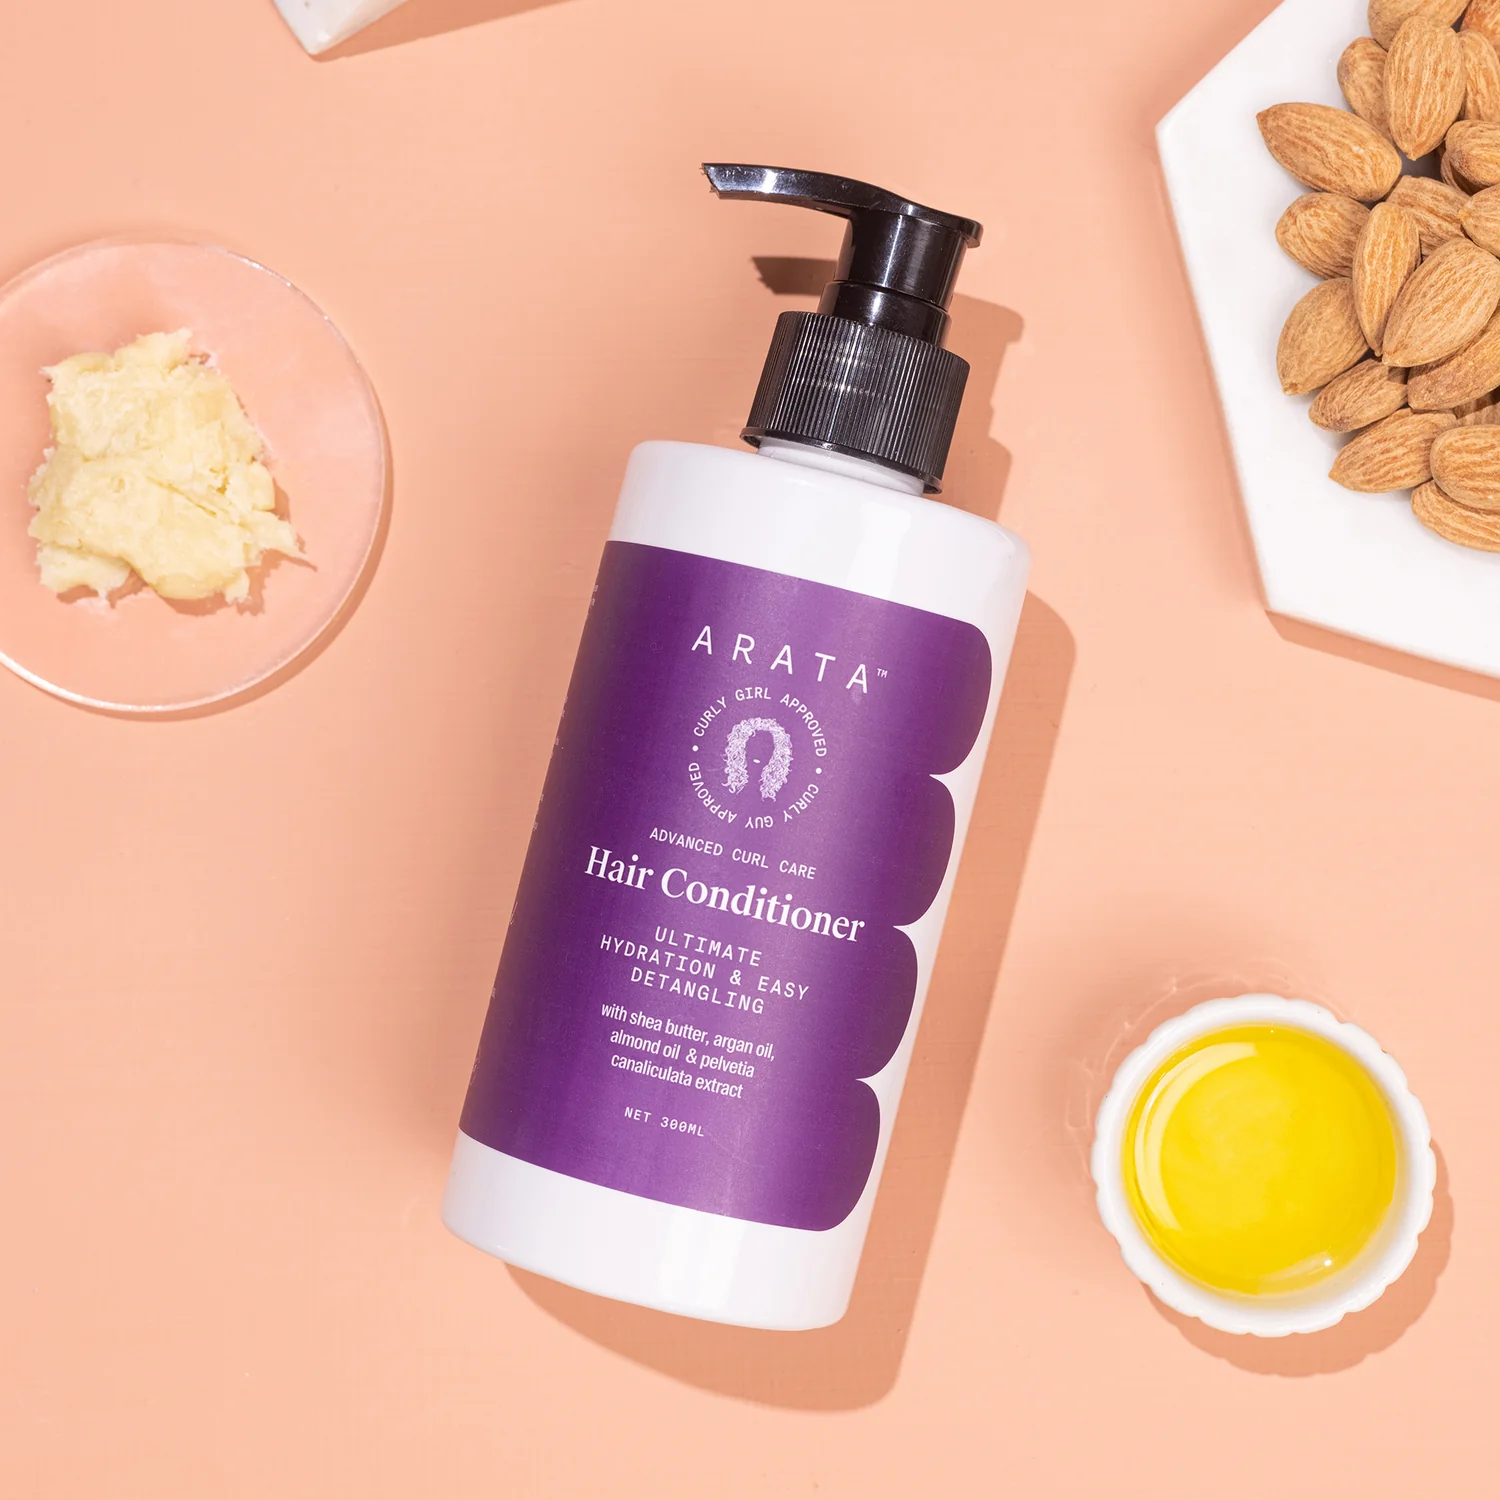 ARATA™
• CURLY GIRL APPROVED • CURLY GUY APPROVED
ADVANCED CURL CARE
Hair Conditioner
ULTIMATE
HYDRATION & EASY
DETANGLING
with shea butter, argan oil,
almond oil & pelvetia
canaliculata extract
NET 300ML